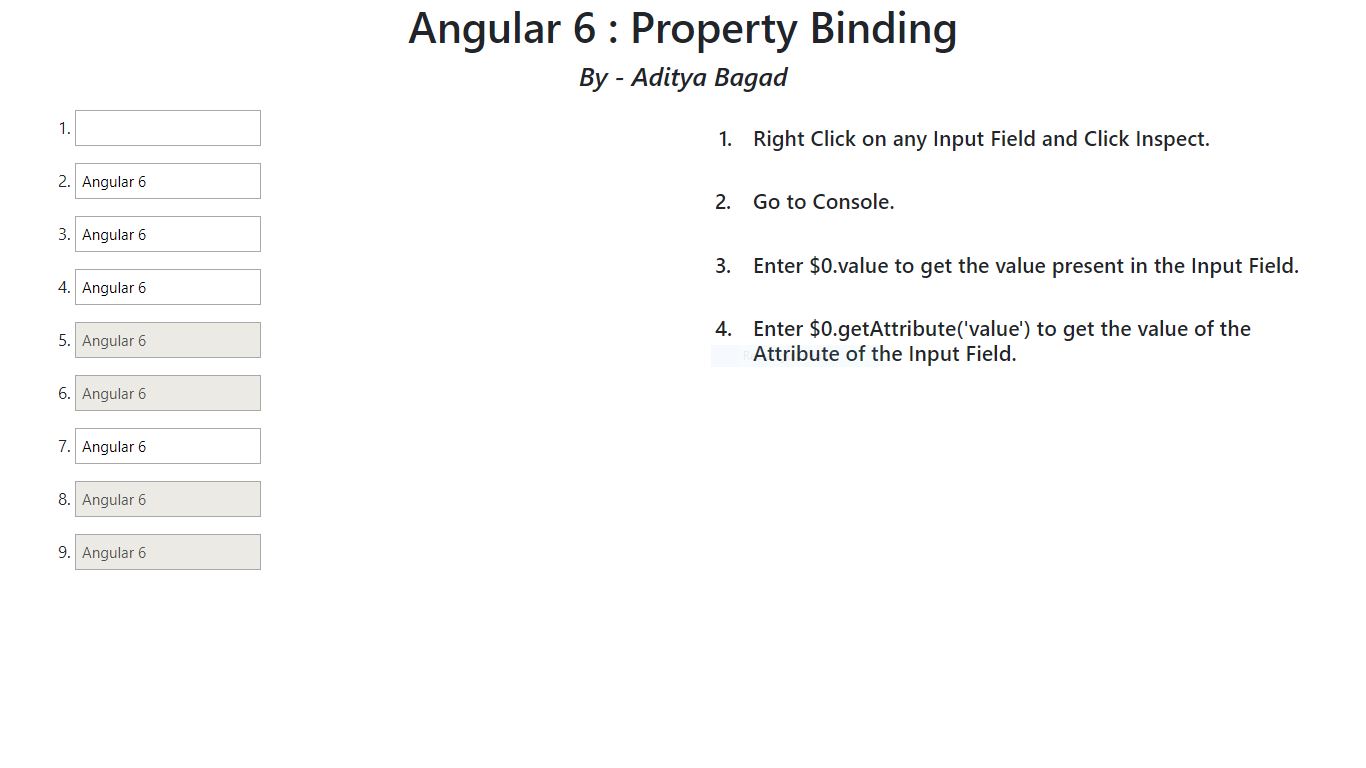 Angular 6 : Property Binding
By - Aditya Bagad
1.
2. Angular 6
3. Angular 6
4. Angular 6
5. Angular 6
6. Angular 6
7. Angular 6
8. Angular 6
9. Angular 6
1. Right Click on any Input Field and Click Inspect.
2. Go to Console.
3. Enter $0.value to get the value present in the Input Field.
4. Enter $0.getAttribute('value') to get the value of the
Attribute of the Input Field.